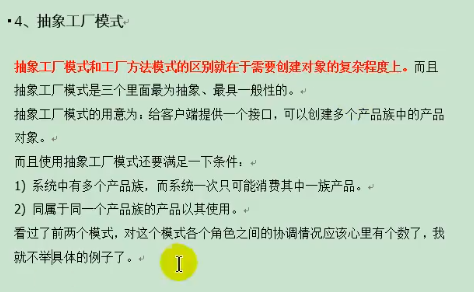 •4、抽象工厂模式
抽象工厂模式和工厂方法模式的区别就在于需要创建对象的复杂程度上。而且
抽象工厂模式是三个里面最为抽象、最具一般性的。
抽象工厂模式的用意为：给客户端提供一个接口，可以创建多个产品族中的产品
对象。
而且使用抽象工厂模式还要满足一下条件：
1) 系统中有多个产品族，而系统一次只可能消费其中一族产品。
2) 同属于同一个产品族的产品以其使用。
看过了前两个模式，对这个模式各个角色之间的协调情况应该心里有个数了，我
就不举具体的例子了。